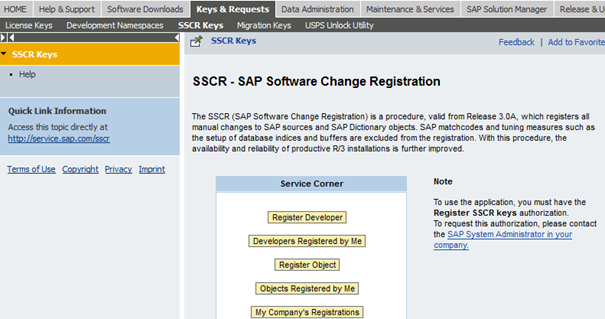 HOME Help & Support Software Downloads Keys & Requests Data Administration Maintenance & Services SAP Solution Manager Release & U
License Keys Development Namespaces SSCR Keys Migration Keys USPS Unlock Utility
SSCR Keys
Help
Quick Link Information
Access this topic directly at
http://service.sap.com/sscr
Terms of Use Copyright Privacy Imprint
SSCR Keys
Feedback | Add to Favorite
SSCR - SAP Software Change Registration
The SSCR (SAP Software Change Registration) is a procedure, valid from Release 3.0A, which registers all
manual changes to SAP sources and SAP Dictionary objects. SAP matchcodes and tuning measures such as
the setup of database indices and buffers are excluded from the registration. With this procedure, the
availability and reliability of productive R/3 installations is further improved.
Service Corner
Register Developer
Developers Registered by Me
Register Object
Objects Registered by Me
My Company's Registrations
Note
To use the application, you must have the
Register SSCR keys authorization.
To request this authorization, please contact
the SAP System Administrator in your
company.